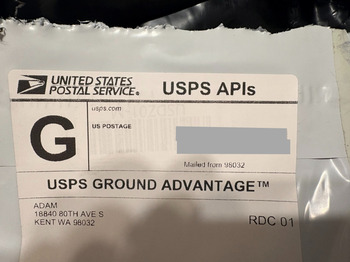 UNITED STATES
POSTAL SERVICE®
USPS APIs
usps.com
G
US POSTAGE
Mailed from 98032
USPS GROUND ADVANTAGE™
ADAM
18840 80TH AVE S
KENT WA 98032
RDC 01